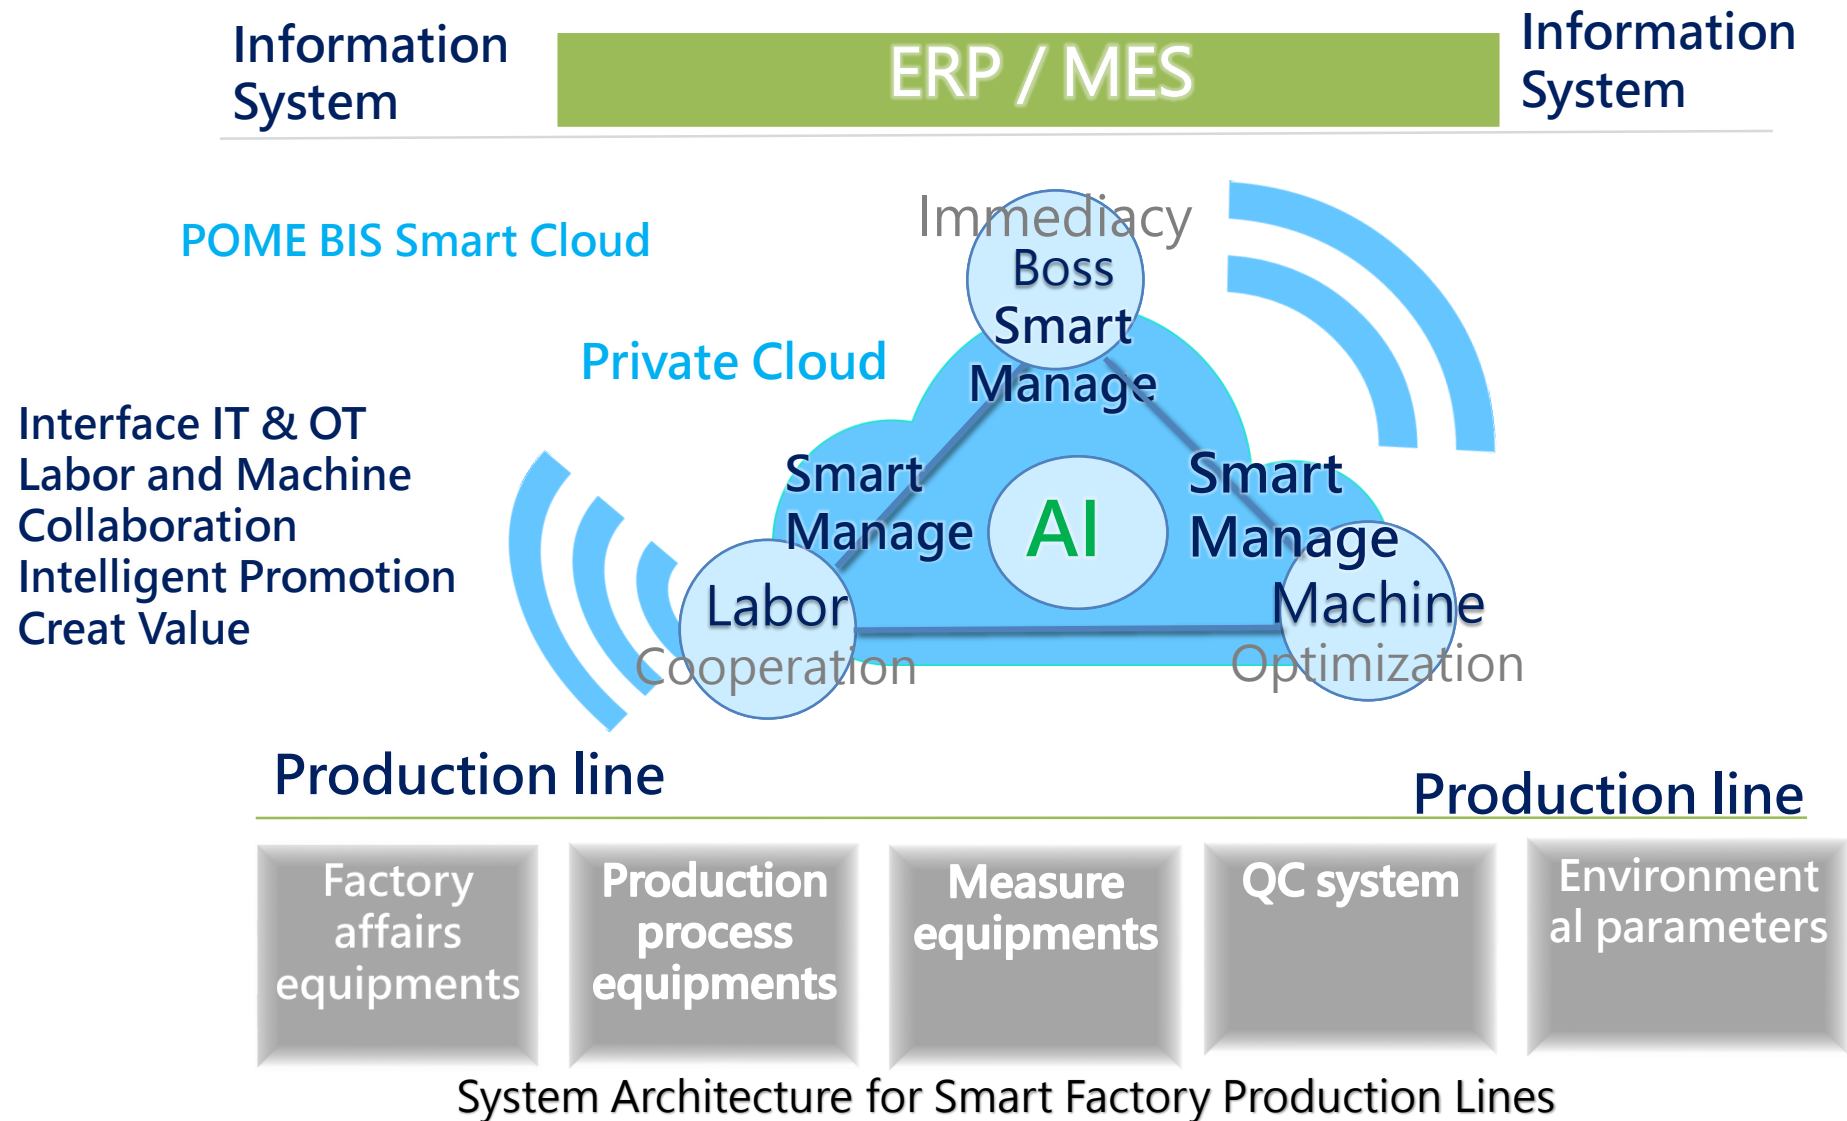 Information
System
ERP / MES
Information
System
POME BIS Smart Cloud
Immediacy
Boss
Smart
Manage
Private Cloud
Interface IT & OT
Labor and Machine
Collaboration
Intelligent Promotion
Creat Value
Smart
Manage
AI
Smart
Manage
Labor
Cooperation
Machine
Optimization
Production line
Production line
Factory
affairs
equipments
Production
process
equipments
Measure
equipments
QC system
Environment
al parameters
System Architecture for Smart Factory Production Lines